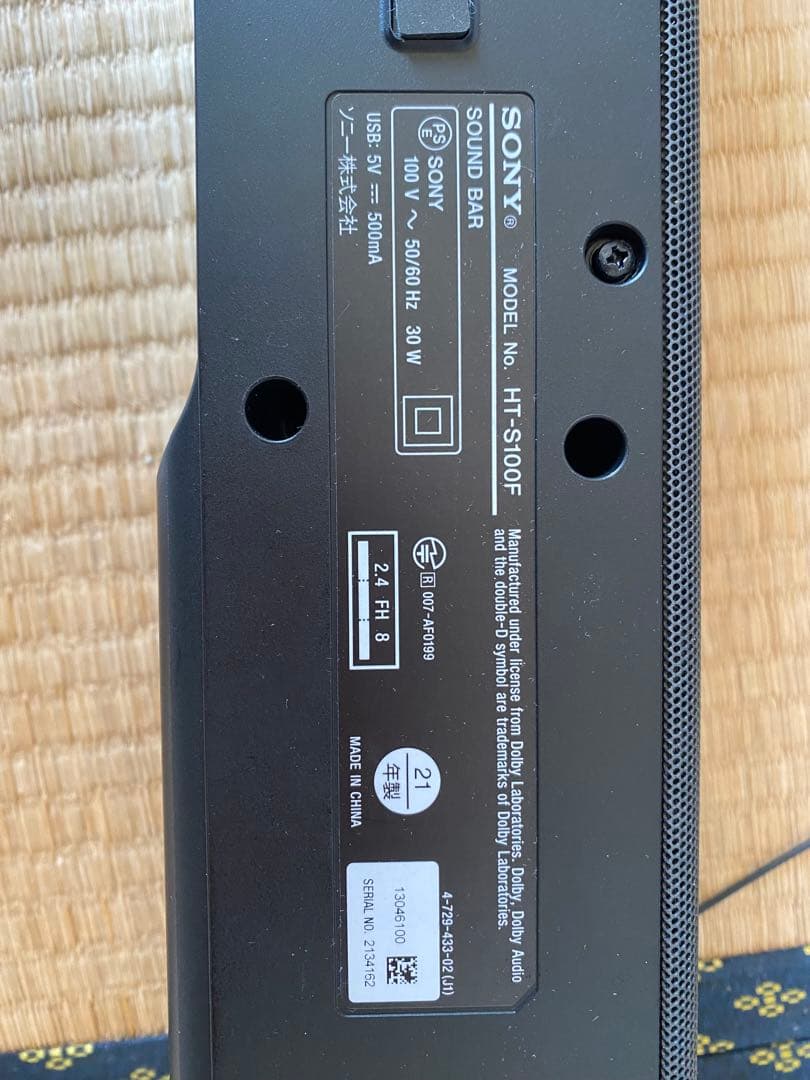 SONY® MODEL No. HT-S100F
SOUND BAR
PS
E
SONY
100 V ～ 50/60 Hz 30 W
USB: 5V ⎓ 500mA
ソニー株式会社
Manufactured under license from Dolby Laboratories. Dolby, Dolby Audio
and the double-D symbol are trademarks of Dolby Laboratories.
R 007-AF0199
2.4 FH 8
21
年製
MADE IN CHINA
4-729-433-02 (J1)
13046100
SERIAL NO. 2134162